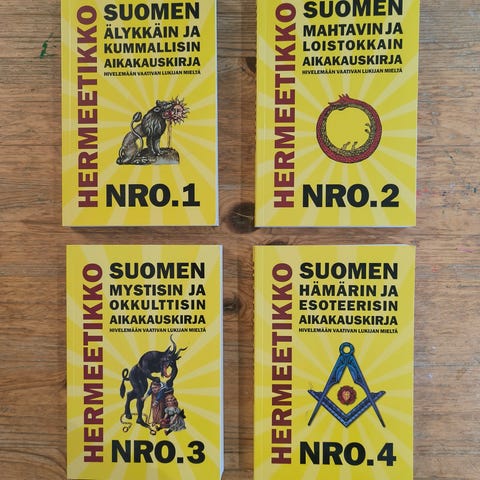 HERMEETIKKO
SUOMEN
ÄLYKKÄIN JA
KUMMALLISIN
AIKAKAUSKIRJA
HIVELEMÄÄN VAATIVAN LUKIJAN MIELTÄ
NRO.1
HERMEETIKKO
SUOMEN
MAHTAVIN JA
LOISTOKKAIN
AIKAKAUSKIRJA
HIVELEMÄÄN VAATIVAN LUKIJAN MIELTÄ
NRO.2
HERMEETIKKO
SUOMEN
MYSTISIN JA
OKKULTTISIN
AIKAKAUSKIRJA
HIVELEMÄÄN VAATIVAN LUKIJAN MIELTÄ
NRO.3
HERMEETIKKO
SUOMEN
HÄMÄRIN JA
ESOTEERISIN
AIKAKAUSKIRJA
HIVELEMÄÄN VAATIVAN LUKIJAN MIELTÄ
NRO.4